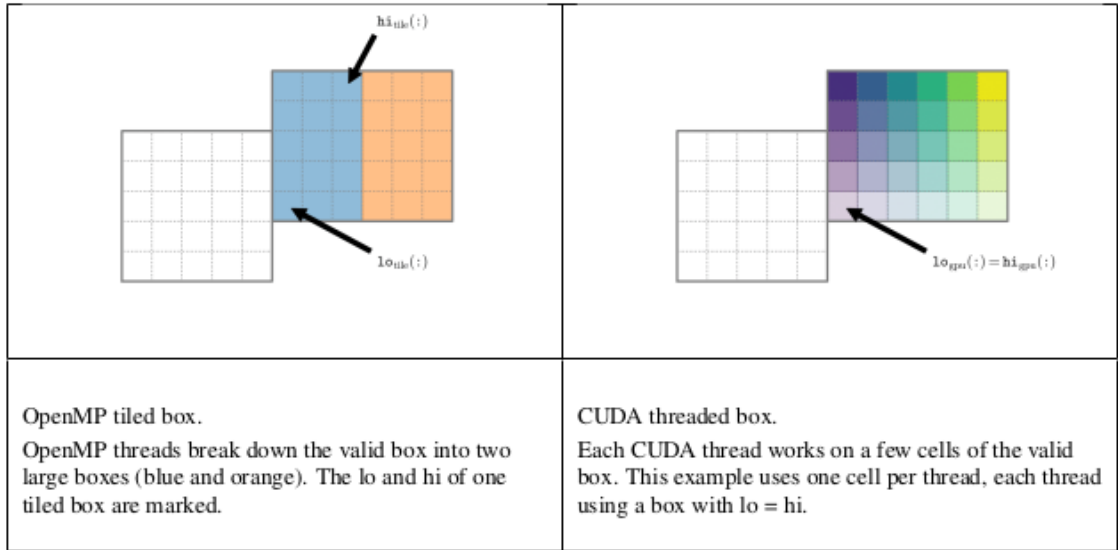 hi_tile(:)
lo_tile(:)
lo_gpu(:)=hi_gpu(:)
OpenMP tiled box.
OpenMP threads break down the valid box into two
large boxes (blue and orange). The lo and hi of one
tiled box are marked.
CUDA threaded box.
Each CUDA thread works on a few cells of the valid
box. This example uses one cell per thread, each thread
using a box with lo = hi.